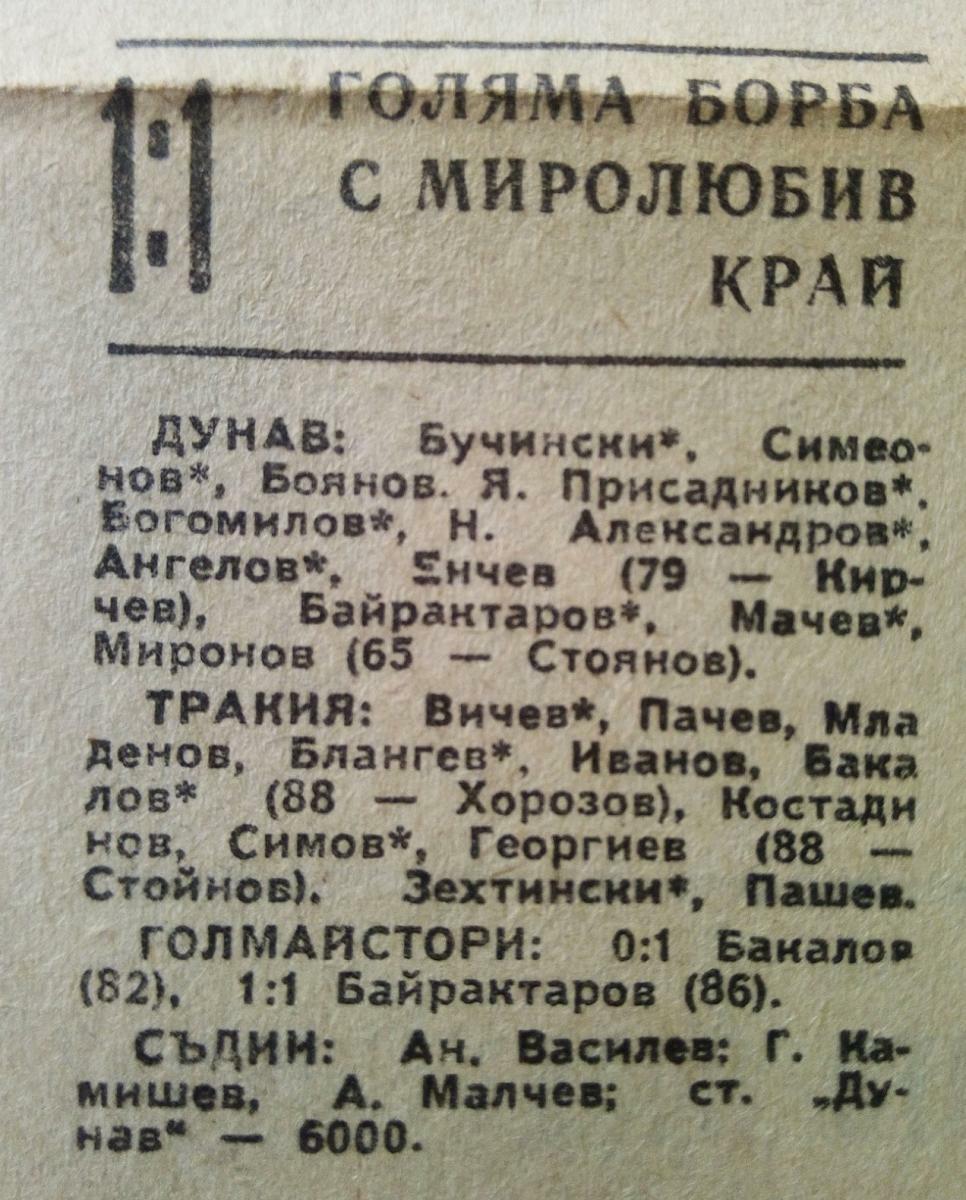 1:1
ГОЛЯМА БОРБА
С МИРОЛЮБИВ
КРАЙ
ДУНАВ: Бучински*, Симео-
нов*, Боянов. Я. Присадников*,
Богомилов*, Н. Александров*,
Ангелов*, Енчев (79 — Кир-
чев), Байрактаров*, Мачев*,
Миронов (65 — Стоянов).
ТРАКИЯ: Вичев*, Пачев, Мла
денов, Блангев*, Иванов, Бака
лов* (88 — Хорозов), Костади
нов, Симов*, Георгиев (88 —
Стойнов). Зехтински*, Пашев.
ГОЛМАЙСТОРИ: 0:1 Бакалов
(82), 1:1 Байрактаров (86).
СЪДИИ: Ан. Василев; Г. Ка-
мишев, А. Малчев; ст. „Ду-
нав“ — 6000.